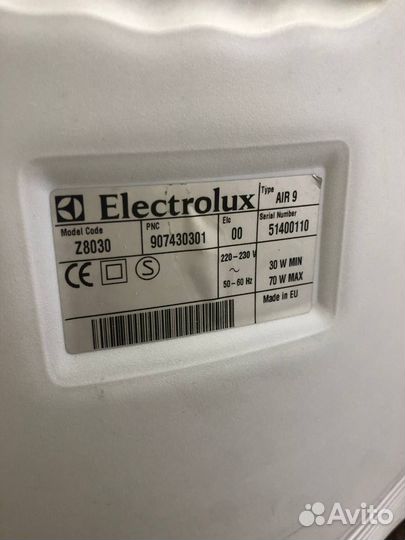 Electrolux
Type
AIR 9
Model Code
Z8030
PNC
907430301
Elc
00
Serial Number
51400110
CE S
220-230 V
~
50-60 Hz
30 W MIN
70 W MAX
Made in EU
Avito